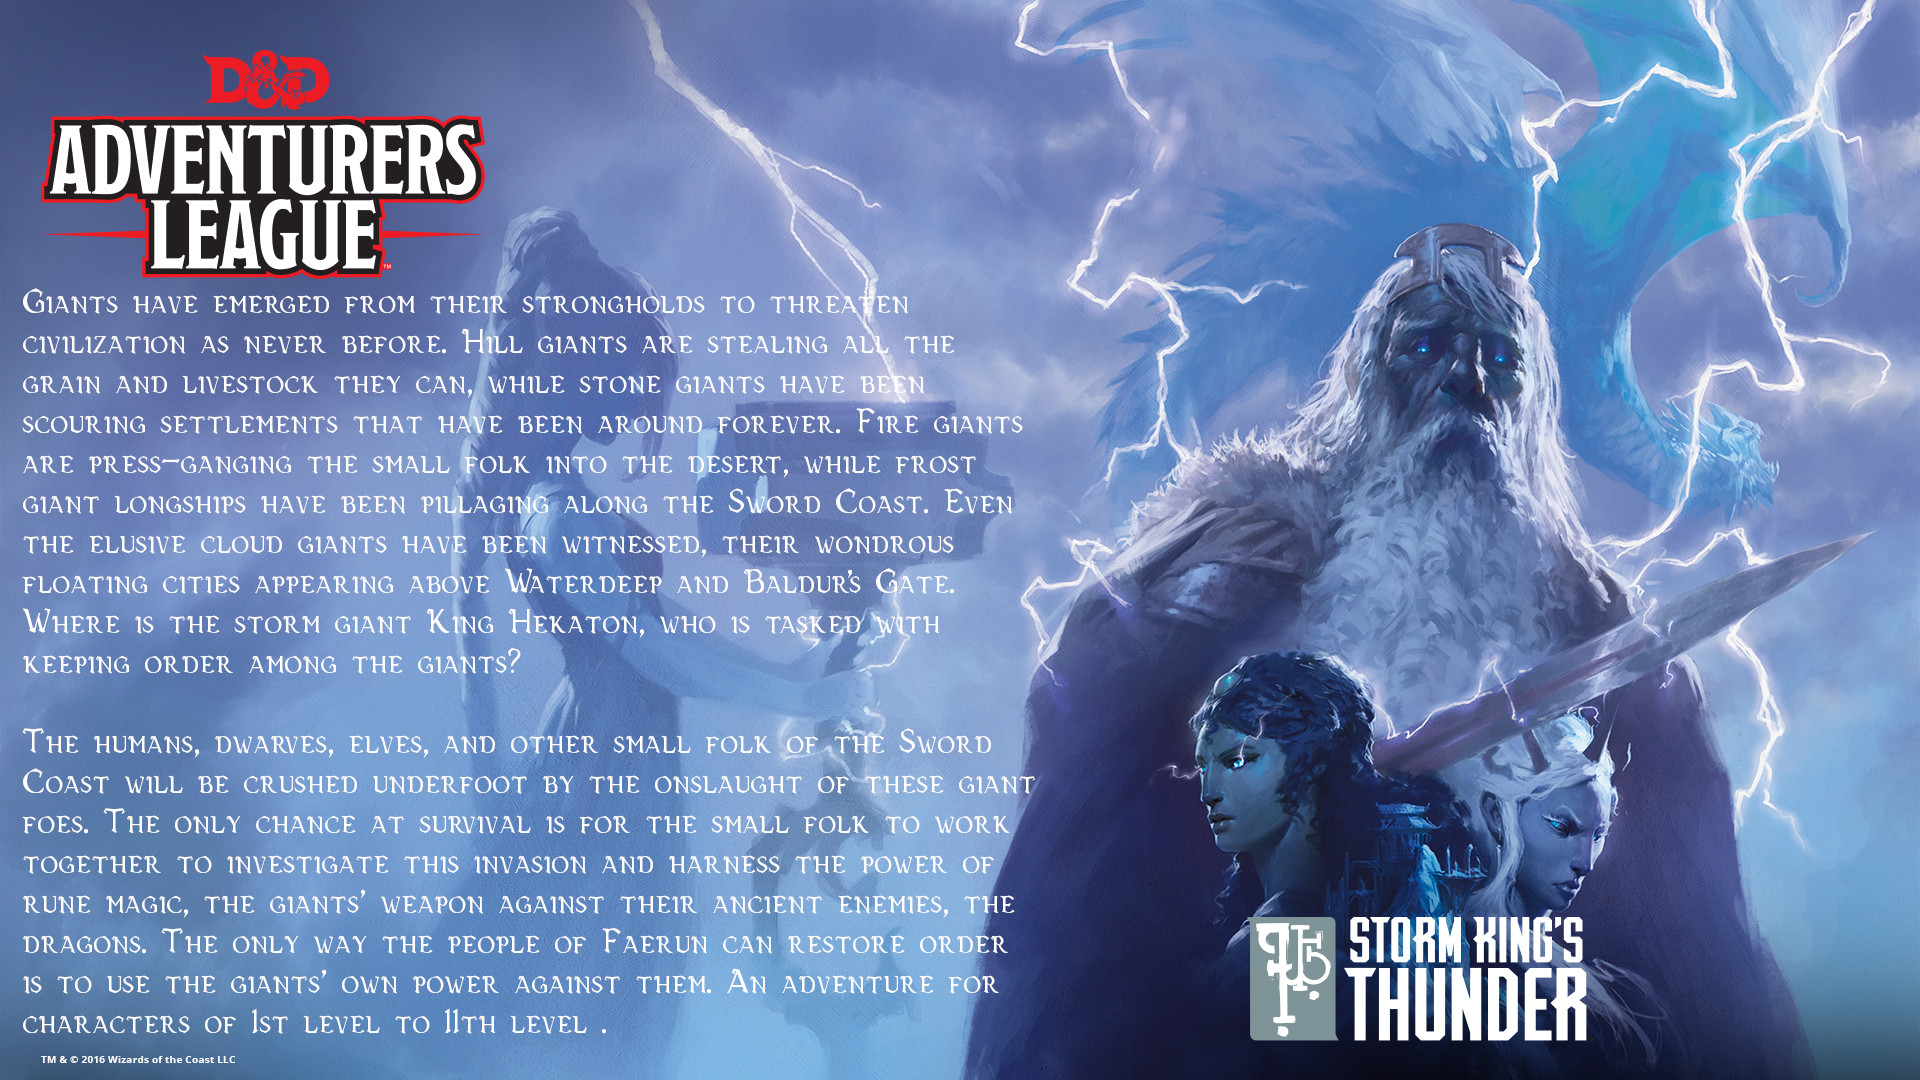 D&D
ADVENTURERS
LEAGUE™
Giants have emerged from their strongholds to threaten
civilization as never before. Hill giants are stealing all the
grain and livestock they can, while stone giants have been
scouring settlements that have been around forever. Fire giants
are press-ganging the small folk into the desert, while frost
giant longships have been pillaging along the Sword Coast. Even
the elusive cloud giants have been witnessed, their wondrous
floating cities appearing above Waterdeep and Baldur's Gate.
Where is the storm giant King Hekaton, who is tasked with
keeping order among the giants?
The humans, dwarves, elves, and other small folk of the Sword
Coast will be crushed underfoot by the onslaught of these giant
foes. The only chance at survival is for the small folk to work
together to investigate this invasion and harness the power of
rune magic, the giants' weapon against their ancient enemies, the
dragons. The only way the people of Faerun can restore order
is to use the giants' own power against them. An adventure for
characters of 1st level to 11th level .
TM & © 2016 Wizards of the Coast LLC
STORM KING'S
THUNDER